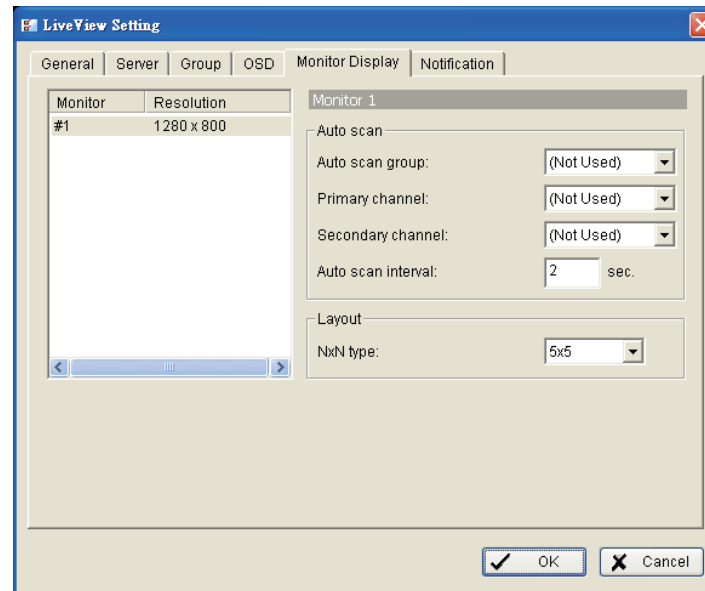 LiveView Setting
General Server Group OSD Monitor Display Notification
Monitor Resolution
#1 1280 x 800
Monitor 1
Auto scan
Auto scan group: (Not Used)
Primary channel: (Not Used)
Secondary channel: (Not Used)
Auto scan interval: 2 sec.
Layout
NxN type: 5x5
OK Cancel